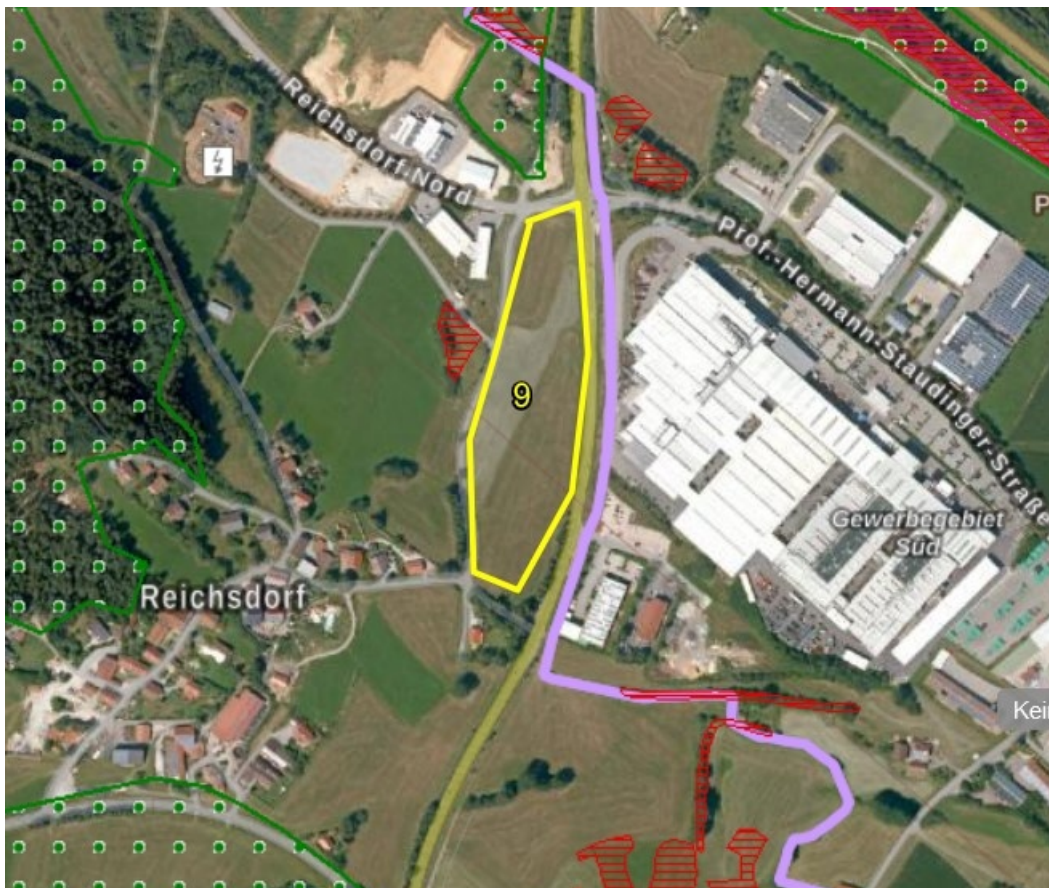 Reichsdorf-Nord
P
Prof.-Hermann-Staudinger-Straße
9
Gewerbegebiet
Süd
Reichsdorf
Kei